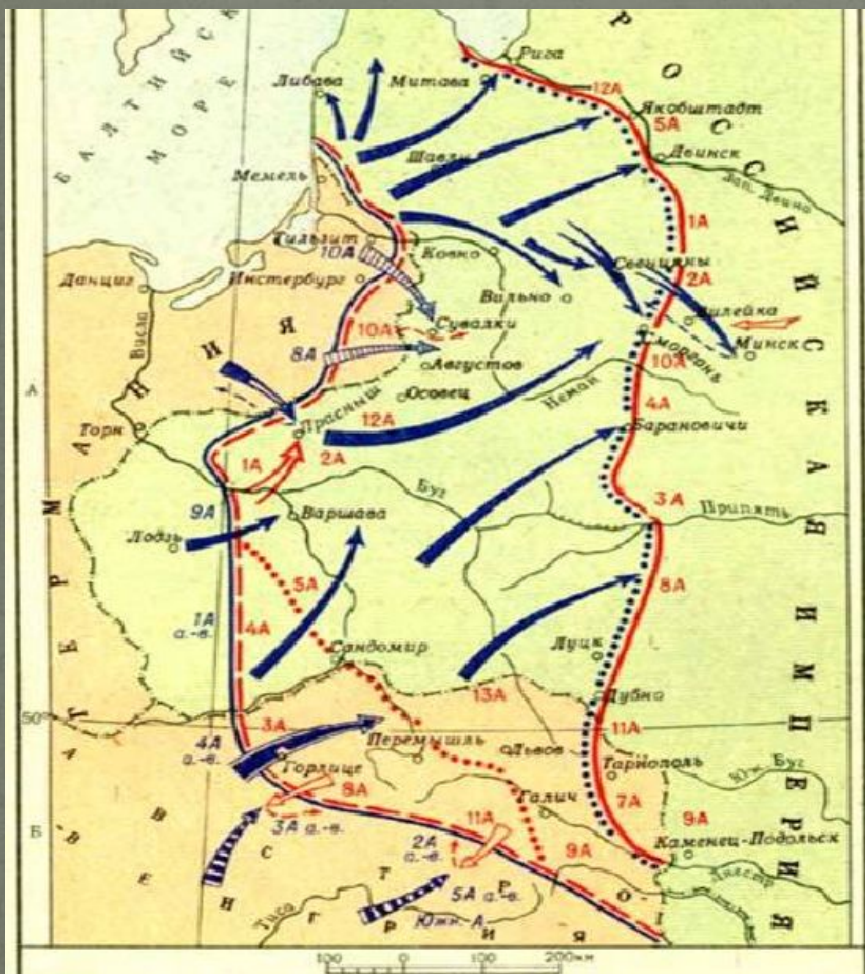 БАЛТИЙСК
МОРЕ
РОССИЙСКАЯ ИМПЕРИЯ
Рига
Либава
Митава
12А
Якобштадт
5А
Двинск
Шавли
Зап. Двина
Мемель
1А
Тильзит
10А
Ковно
Свенцяны
2А
Данциг
Инстербург
Вильно
Вилейка
Висла
10А
Сувалки
Сморгонь
Минск
8А
Августов
10А
А
Осовец
Неман
4А
Прасныш
12А
Торн
Барановичи
1А
2А
Буг
3А
Припять
9А
Варшава
Лодзь
5А
8А
1А
а.-в.
4А
Сандомир
Луцк
Дубно
13А
50°
3А
11А
4А
а.-в.
Перемышль
Львов
Тарнополь
Юж. Буг
Горлице
8А
7А
Галич
9А
Б
3А а.-в.
11А
2А
а.-в.
9А
Каменец-Подольск
Днестр
5А а.-в.
Тиса
Южн. А
100 0 100 200 км